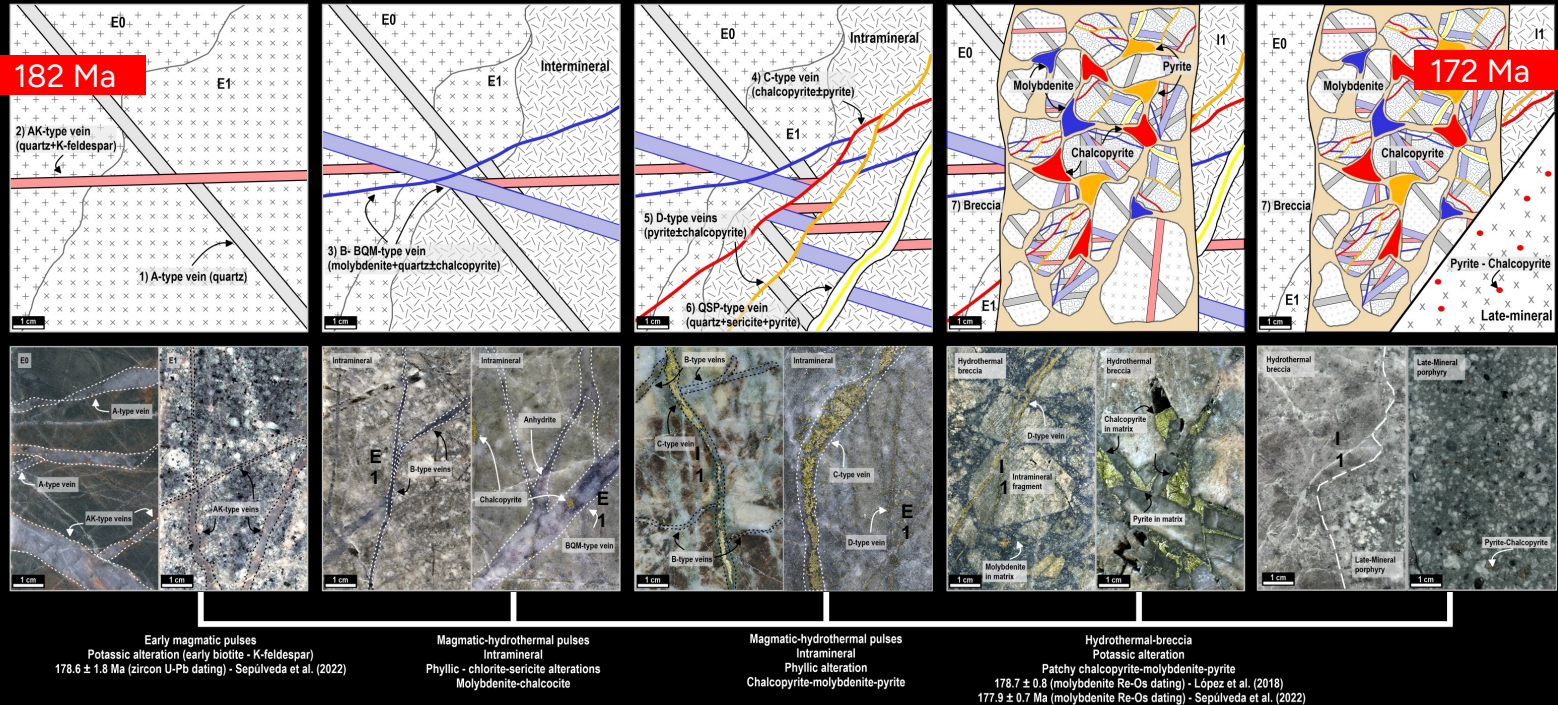 E0
182 Ma
E1
2) AK-type vein
(quartz+K-feldespar)
1) A-type vein (quartz)
1 cm
E0
Intermineral
E1
3) B- BQM-type vein
(molybdenite+quartz±chalcopyrite)
1 cm
E0
Intramineral
4) C-type vein
(chalcopyrite±pyrite)
E1
5) D-type veins
(pyrite±chalcopyrite)
6) QSP-type vein
(quartz+sericite+pyrite)
1 cm
E0
I1
Pyrite
Molybdenite
Chalcopyrite
7) Breccia
E1
1 cm
E0
I1
172 Ma
Molybdenite
Chalcopyrite
7) Breccia
Pyrite - Chalcopyrite
E1
Late-mineral
1 cm
E0
A-type vein
A-type vein
AK-type veins
1 cm
E1
AK-type veins
1 cm
Intramineral
E
1
B-type veins
1 cm
Intramineral
Anhydrite
Chalcopyrite
E
1
BQM-type vein
1 cm
B-type veins
C-type vein
I
1
B-type veins
1 cm
Intramineral
C-type vein
E
1
D-type vein
1 cm
Hydrothermal
breccia
D-type vein
I
1
Intramineral
fragment
Molybdenite
in matrix
1 cm
Hydrothermal
breccia
Chalcopyrite
in matrix
Pyrite in matrix
1 cm
Hydrothermal
breccia
I
1
Late-Mineral
porphyry
1 cm
Late-Mineral
porphyry
Pyrite-Chalcopyrite
1 cm
Early magmatic pulses
Potassic alteration (early biotite - K-feldespar)
178.6 ± 1.8 Ma (zircon U-Pb dating) - Sepúlveda et al. (2022)
Magmatic-hydrothermal pulses
Intramineral
Phyllic - chlorite-sericite alterations
Molybdenite-chalcocite
Magmatic-hydrothermal pulses
Intramineral
Phyllic alteration
Chalcopyrite-molybdenite-pyrite
Hydrothermal-breccia
Potassic alteration
Patchy chalcopyrite-molybdenite-pyrite
178.7 ± 0.8 (molybdenite Re-Os dating) - López et al. (2018)
177.9 ± 0.7 Ma (molybdenite Re-Os dating) - Sepúlveda et al. (2022)